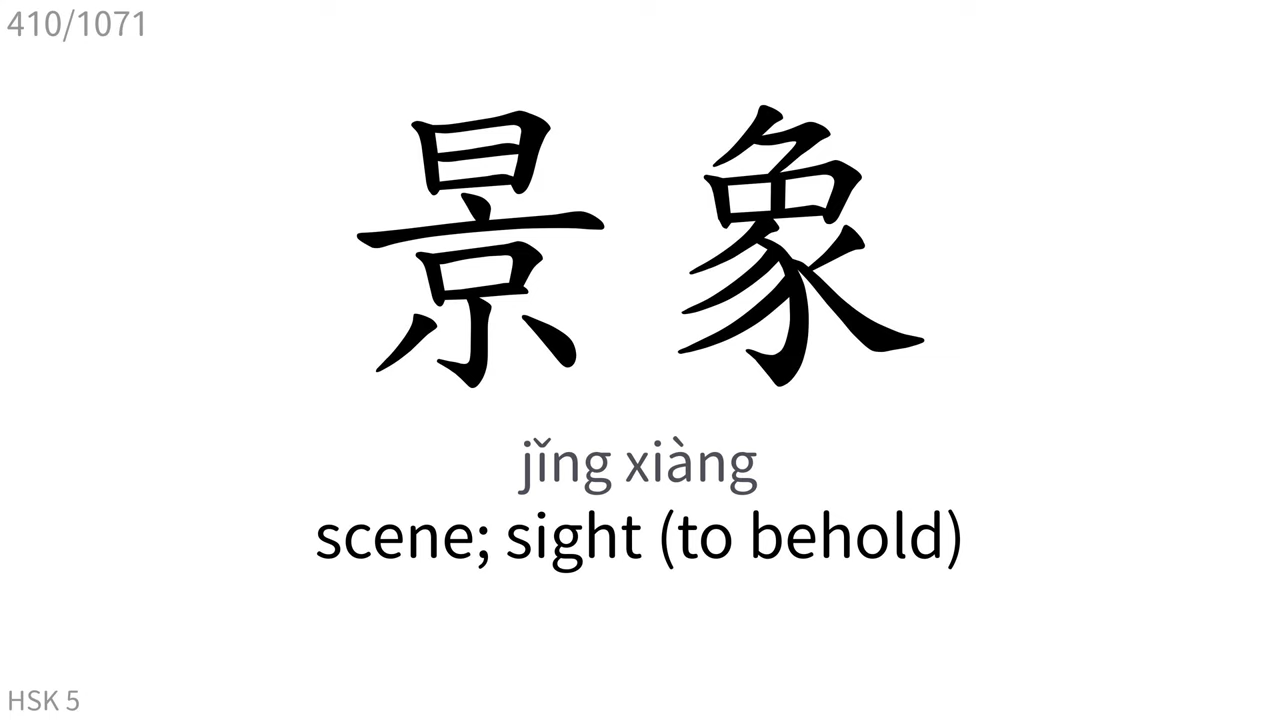 410/1071
景象
jǐng xiàng
scene; sight (to behold)
HSK 5